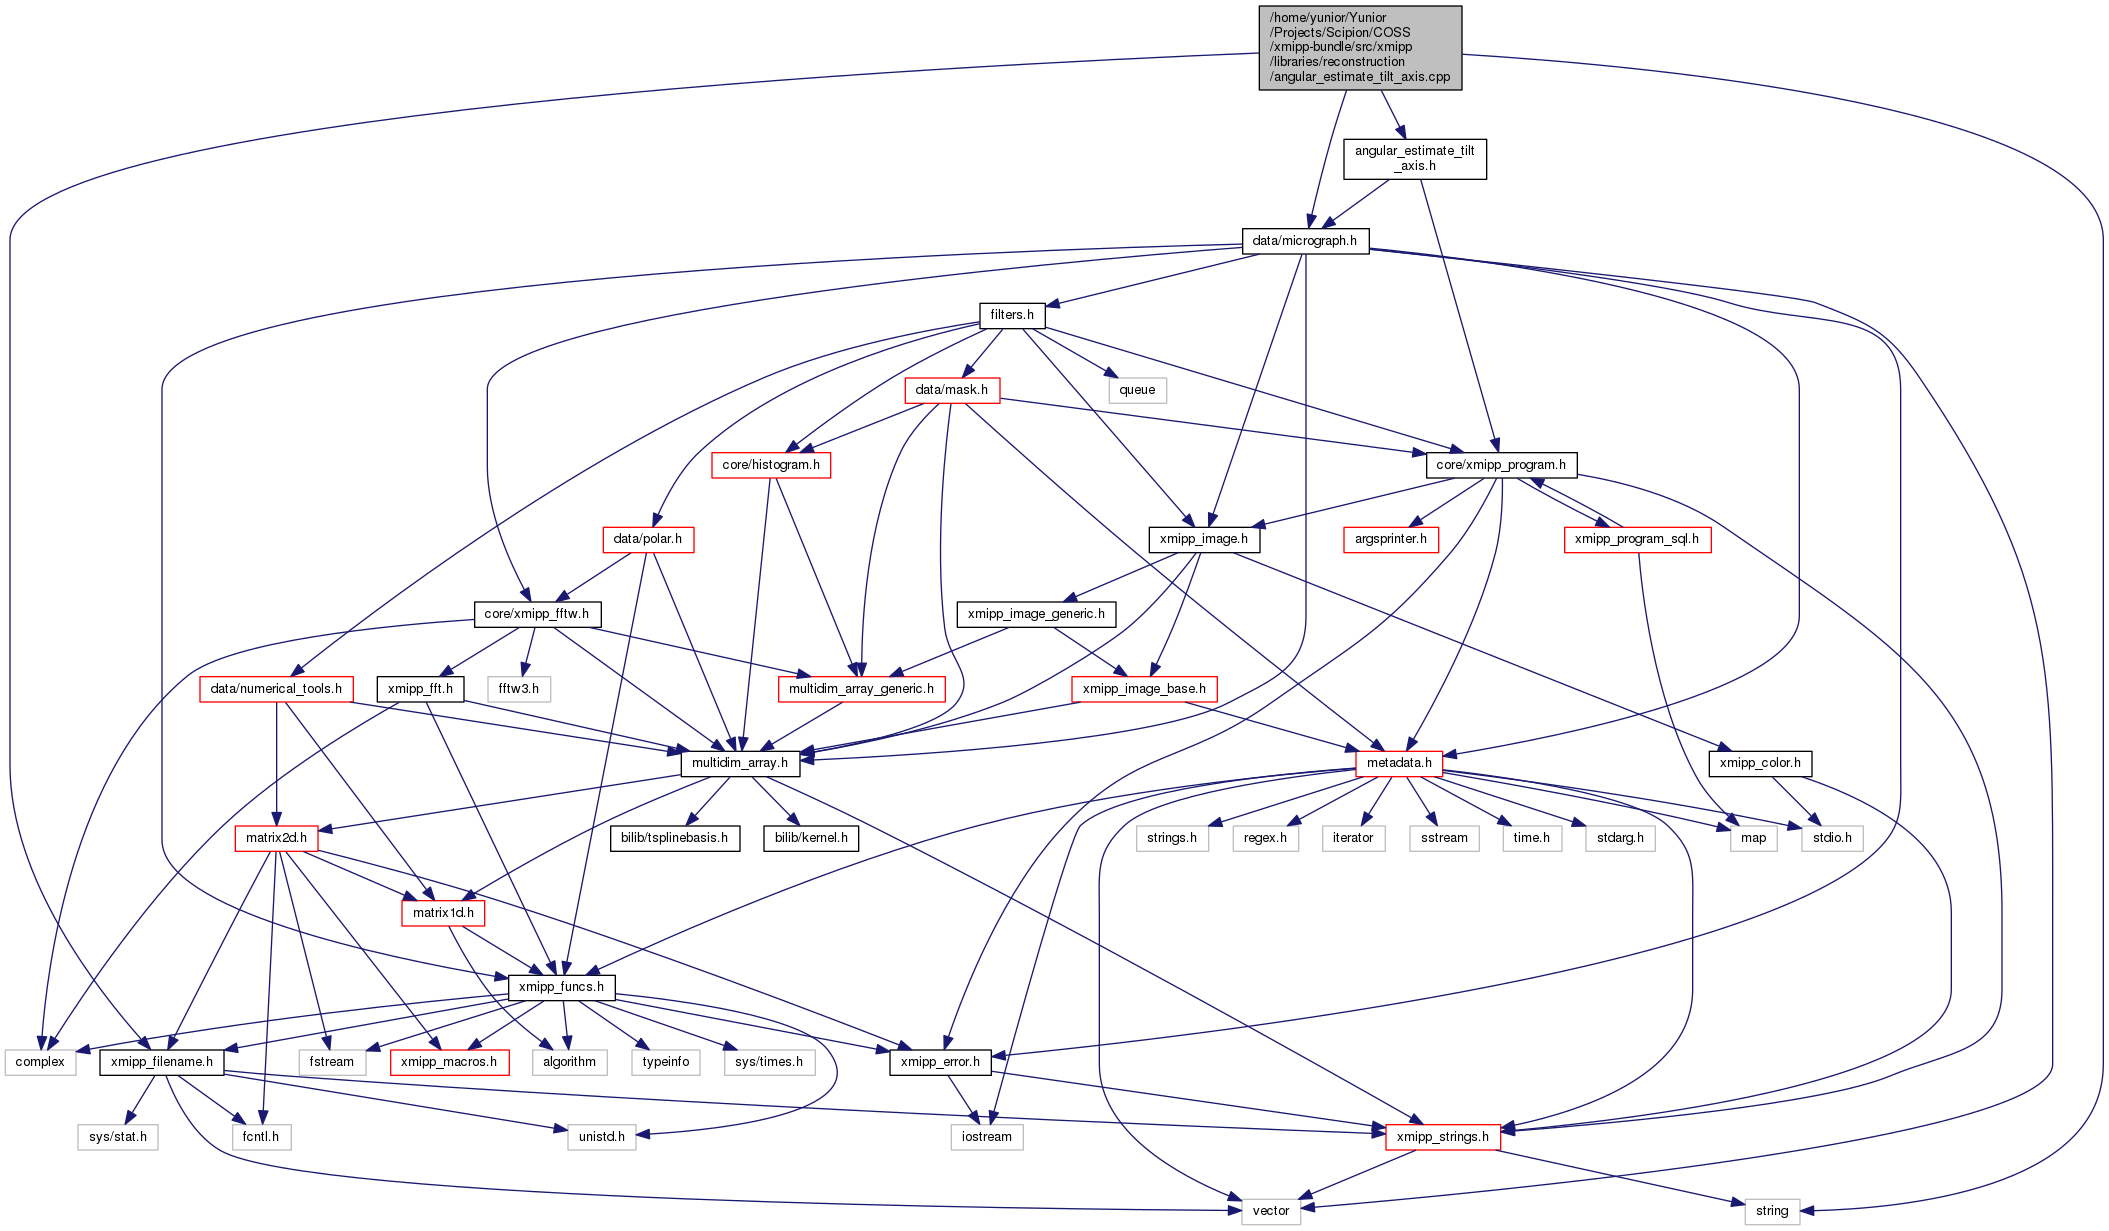 /home/yunior/Yunior
/Projects/Scipion/COSS
/xmipp-bundle/src/xmipp
/libraries/reconstruction
/angular_estimate_tilt_axis.cpp
angular_estimate_tilt
_axis.h
data/micrograph.h
filters.h
data/mask.h
queue
core/histogram.h
core/xmipp_program.h
data/polar.h
xmipp_image.h
argsprinter.h
xmipp_program_sql.h
core/xmipp_fftw.h
xmipp_image_generic.h
data/numerical_tools.h
xmipp_fft.h
fftw3.h
multidim_array_generic.h
xmipp_image_base.h
multidim_array.h
metadata.h
xmipp_color.h
matrix2d.h
bilib/tsplinebasis.h
bilib/kernel.h
strings.h
regex.h
iterator
sstream
time.h
stdarg.h
map
stdio.h
matrix1d.h
xmipp_funcs.h
complex
xmipp_filename.h
fstream
xmipp_macros.h
algorithm
typeinfo
sys/times.h
xmipp_error.h
sys/stat.h
fcntl.h
unistd.h
iostream
xmipp_strings.h
vector
string